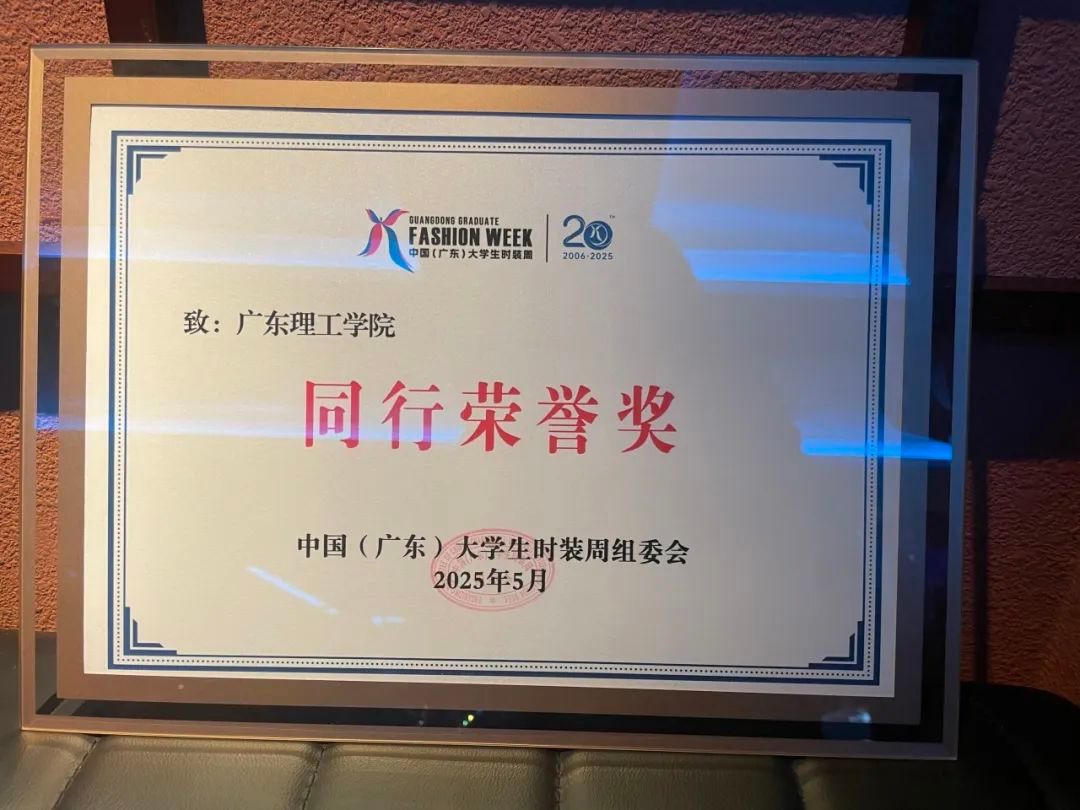 GUANGDONG GRADUATE
FASHION WEEK
中国（广东）大学生时装周
20
TM
2006-2025
致：广东理工学院
同行荣誉奖
中国（广东）大学生时装周组委会
2025年5月